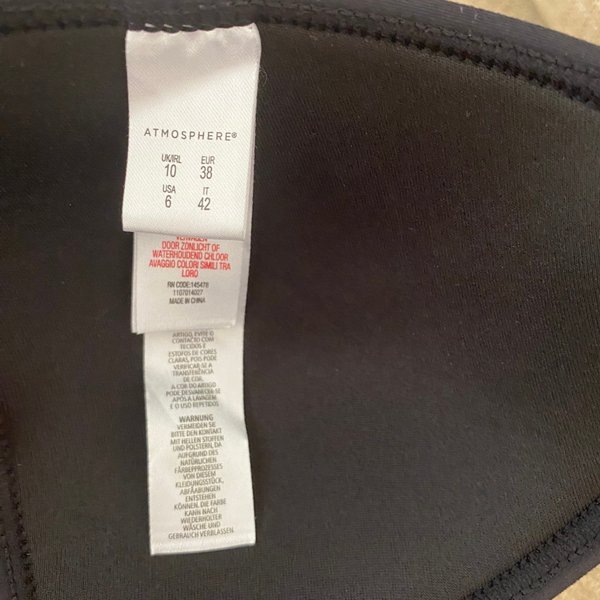 ATMOSPHERE®
UK/IRL EUR
10 38
USA IT
6 42
DOOR ZONLICHT OF
WATERHOUDEND CHLOOR
AVAGGIO COLORI SIMILI TRA
LORO
RN CODE:145478
1107014027
MADE IN CHINA
ARTIGO, EVITE O
CONTACTO COM
TECIDOS E
ESTOFOS DE CORES
CLARAS, POIS PODE
VERIFICAR-SE A
TRANSFERÊNCIA
DE COR.
A COR DO ARTIGO
PODE DESVANECER-SE
APÓS A LAVAGEM
E O USO REPETIDOS
WARNUNG
VERMEIDEN SIE
BITTE DEN KONTAKT
MIT HELLEN STOFFEN
UND POLSTERN, DA
AUFGRUND DES
NATÜRLICHEN
FÄRBEPROZESSES
VON DIESEM
KLEIDUNGSSTÜCK,
ABFÄABUNGEN
ENTSTEHEN
KÖNNEN. DIE FARBE
KANN NACH
WIEDERHOLTER
WÄSCHE UND
GEBRAUCH VERBLASSEN.